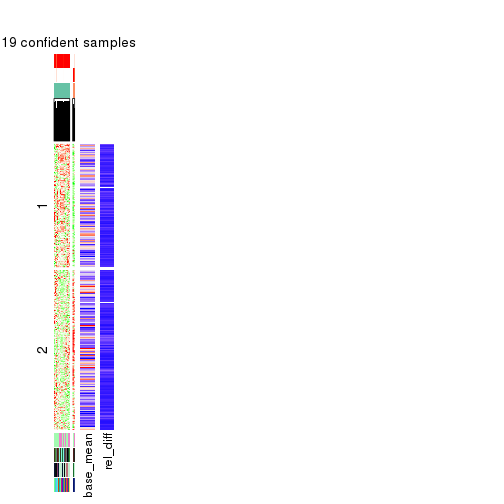 19 confident samples
1
2
base_mean
rel_diff